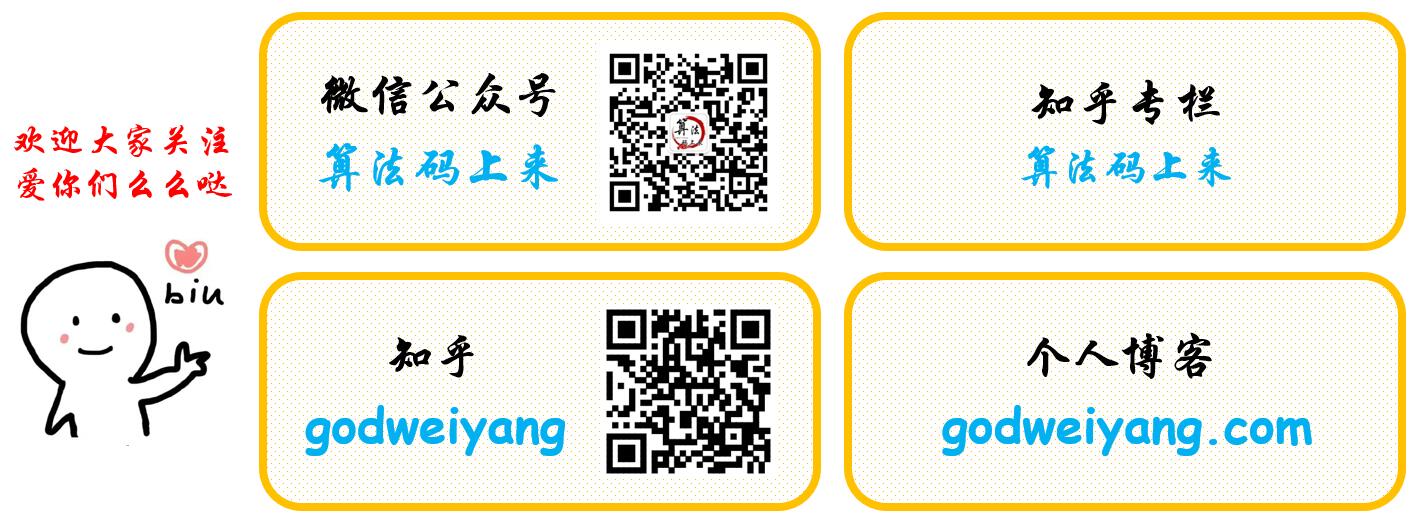 欢迎大家关注
爱你们么么哒
biu
微信公众号
算法码上来
算法
知乎专栏
算法码上来
知乎
godweiyang
个人博客
godweiyang.com